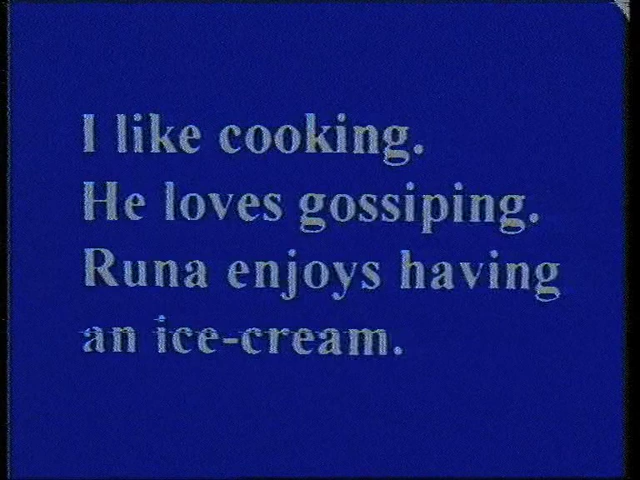 I like cooking.
He loves gossiping.
Runa enjoys having
an ice-cream.